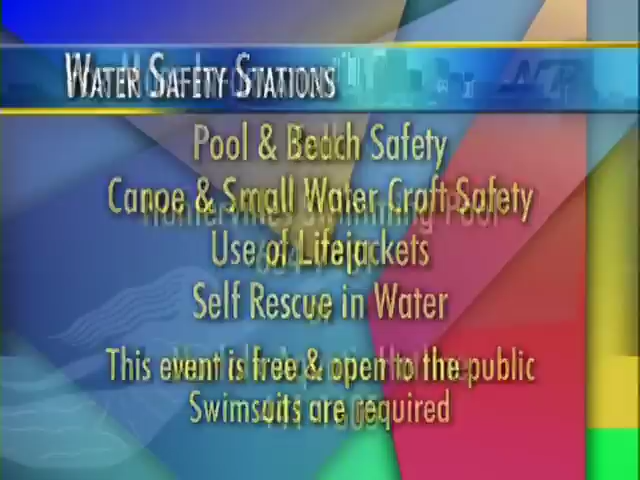 Water Safety Stations
Pool & Beach Safety
Canoe & Small Water Craft Safety
Use of Lifejackets
Self Rescue in Water
This event is free & open to the public
Swimsuits are required